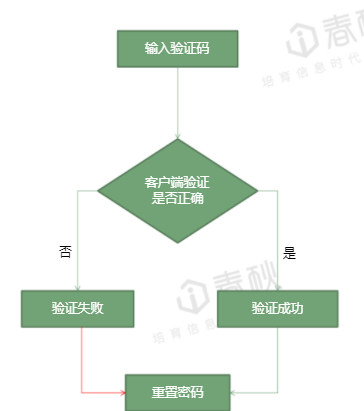 输入验证码
i春秋
培育信息时代
客户端验证
是否正确
否
是
i春秋
培育信息
验证失败
验证成功
重置密码